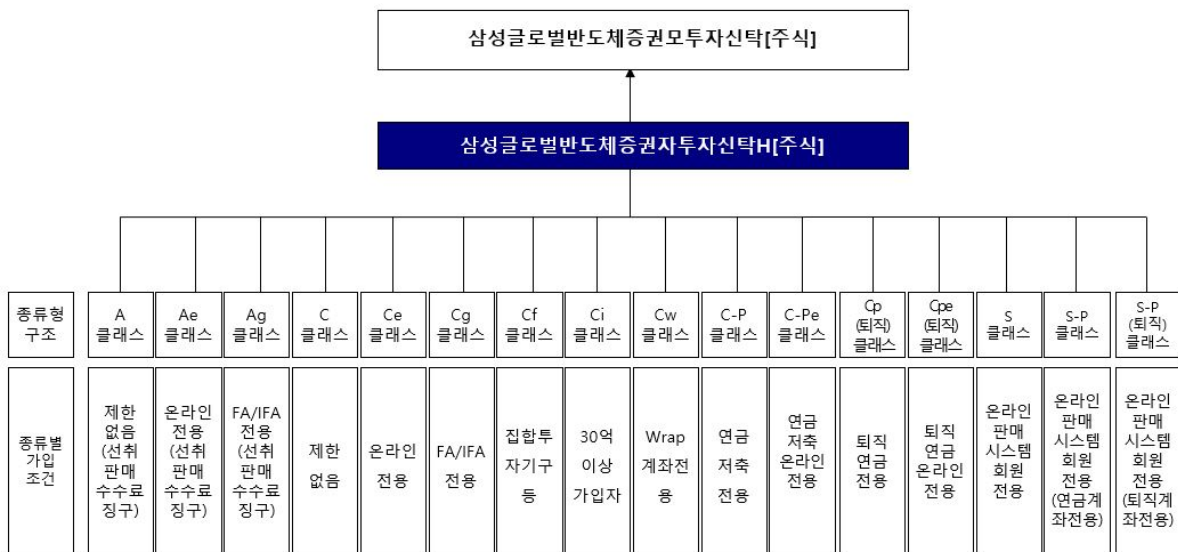 삼성글로벌반도체증권모투자신탁[주식]
삼성글로벌반도체증권자투자신탁H[주식]
종류형
구조
A
클래스
Ae
클래스
Ag
클래스
C
클래스
Ce
클래스
Cg
클래스
Cf
클래스
Ci
클래스
Cw
클래스
C-P
클래스
C-Pe
클래스
Cp
(퇴직)
클래스
Cpe
(퇴직)
클래스
S
클래스
S-P
클래스
S-P
(퇴직)
클래스
종류별
가입
조건
제한
없음
(선취
판매
수수료
징구)
온라인
전용
(선취
판매
수수료
징구)
FA/IFA
전용
(선취
판매
수수료
징구)
제한
없음
온라인
전용
FA/IFA
전용
집합투
자기구
등
30억
이상
가입자
Wrap
계좌전
용
연금
저축
전용
연금
저축
온라인
전용
퇴직
연금
전용
퇴직
연금
온라인
전용
온라인
판매
시스템
회원
전용
온라인
판매
시스템
회원
전용
(연금계
좌전용)
온라인
판매
시스템
회원
전용
(퇴직계
좌전용)